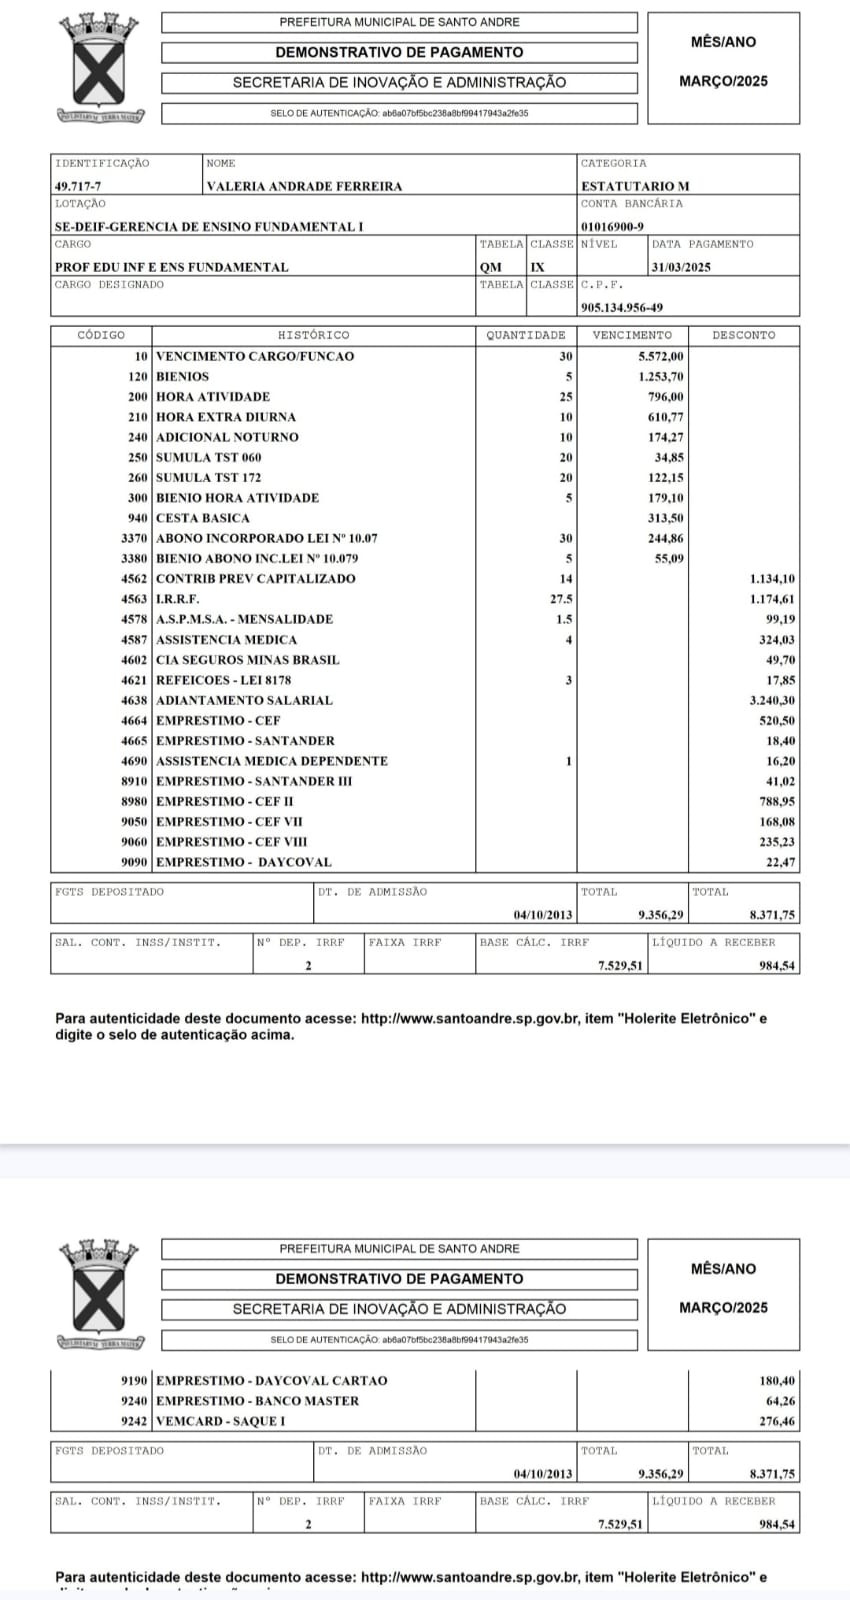 PREFEITURA MUNICIPAL DE SANTO ANDRE
DEMONSTRATIVO DE PAGAMENTO
SECRETARIA DE INOVAÇÃO E ADMINISTRAÇÃO
SELO DE AUTENTICAÇÃO: ab6a07bf5bc238a8bf99417943a2fe35
MÊS/ANO
MARÇO/2025
IDENTIFICAÇÃO NOME CATEGORIA
49.717-7 VALERIA ANDRADE FERREIRA ESTATUTARIO M
LOTAÇÃO CONTA BANCÁRIA
SE-DEIF-GERENCIA DE ENSINO FUNDAMENTAL I 01016900-9
CARGO TABELA CLASSE NÍVEL DATA PAGAMENTO
PROF EDU INF E ENS FUNDAMENTAL QM IX 31/03/2025
CARGO DESIGNADO TABELA CLASSE C.P.F.
905.134.956-49
CÓDIGO HISTÓRICO QUANTIDADE VENCIMENTO DESCONTO
10 VENCIMENTO CARGO/FUNCAO 30 5.572,00
120 BIENIOS 5 1.253,70
200 HORA ATIVIDADE 25 796,00
210 HORA EXTRA DIURNA 10 610,77
240 ADICIONAL NOTURNO 10 174,27
250 SUMULA TST 060 20 34,85
260 SUMULA TST 172 20 122,15
300 BIENIO HORA ATIVIDADE 5 179,10
940 CESTA BASICA 313,50
3370 ABONO INCORPORADO LEI Nº 10.07 30 244,86
3380 BIENIO ABONO INC.LEI Nº 10.079 5 55,09
4562 CONTRIB PREV CAPITALIZADO 14 1.134,10
4563 I.R.R.F. 27.5 1.174,61
4578 A.S.P.M.S.A. - MENSALIDADE 1.5 99,19
4587 ASSISTENCIA MEDICA 4 324,03
4602 CIA SEGUROS MINAS BRASIL 49,70
4621 REFEICOES - LEI 8178 3 17,85
4638 ADIANTAMENTO SALARIAL 3.240,30
4664 EMPRESTIMO - CEF 520,50
4665 EMPRESTIMO - SANTANDER 18,40
4690 ASSISTENCIA MEDICA DEPENDENTE 1 16,20
8910 EMPRESTIMO - SANTANDER III 41,02
8980 EMPRESTIMO - CEF II 788,95
9050 EMPRESTIMO - CEF VII 168,08
9060 EMPRESTIMO - CEF VIII 235,23
9090 EMPRESTIMO - DAYCOVAL 22,47
FGTS DEPOSITADO DT. DE ADMISSÃO TOTAL TOTAL
04/10/2013 9.356,29 8.371,75
SAL. CONT. INSS/INSTIT. Nº DEP. IRRF FAIXA IRRF BASE CÁLC. IRRF LÍQUIDO A RECEBER
2 7.529,51 984,54
Para autenticidade deste documento acesse: http://www.santoandre.sp.gov.br, item "Holerite Eletrônico" e
digite o selo de autenticação acima.
PREFEITURA MUNICIPAL DE SANTO ANDRE
DEMONSTRATIVO DE PAGAMENTO
SECRETARIA DE INOVAÇÃO E ADMINISTRAÇÃO
SELO DE AUTENTICAÇÃO: ab6a07bf5bc238a8bf99417943a2fe35
MÊS/ANO
MARÇO/2025
9190 EMPRESTIMO - DAYCOVAL CARTAO 180,40
9240 EMPRESTIMO - BANCO MASTER 64,26
9242 VEMCARD - SAQUE I 276,46
FGTS DEPOSITADO DT. DE ADMISSÃO TOTAL TOTAL
04/10/2013 9.356,29 8.371,75
SAL. CONT. INSS/INSTIT. Nº DEP. IRRF FAIXA IRRF BASE CÁLC. IRRF LÍQUIDO A RECEBER
2 7.529,51 984,54
Para autenticidade deste documento acesse: http://www.santoandre.sp.gov.br, item "Holerite Eletrônico" e